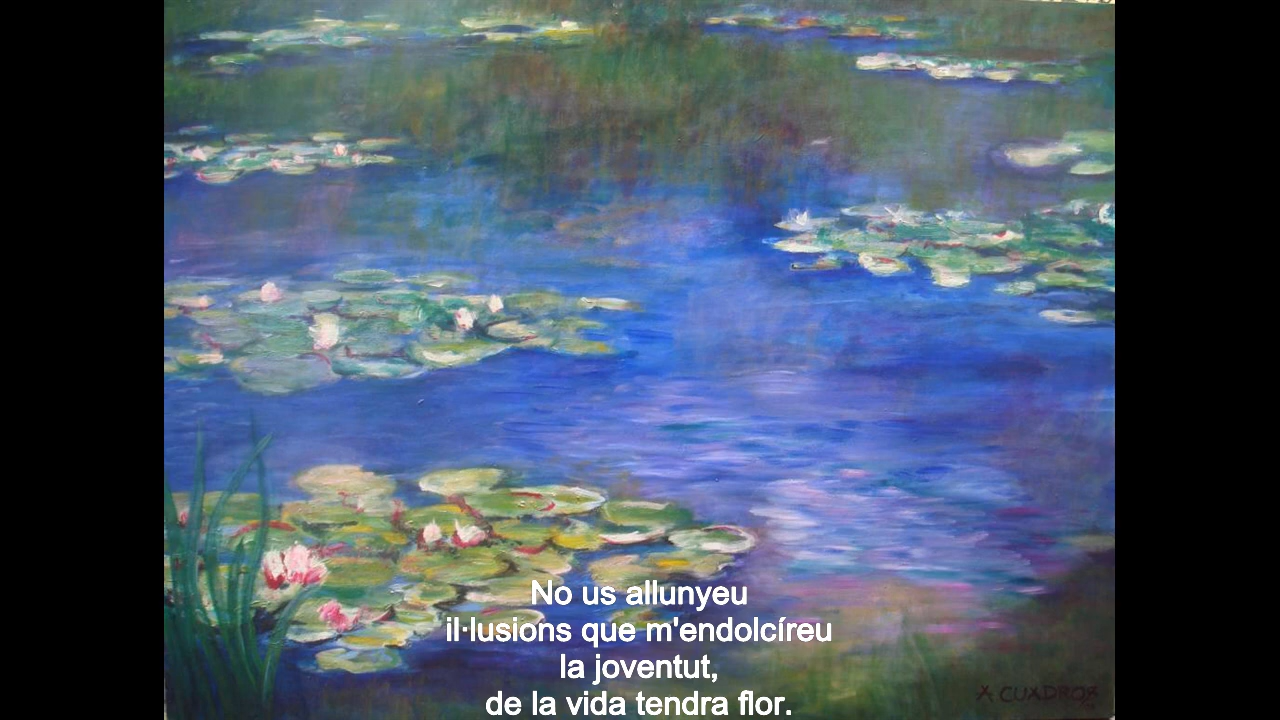 No us allunyeu
il·lusions que m'endolcíreu
la joventut,
de la vida tendra flor.
A CUADROS